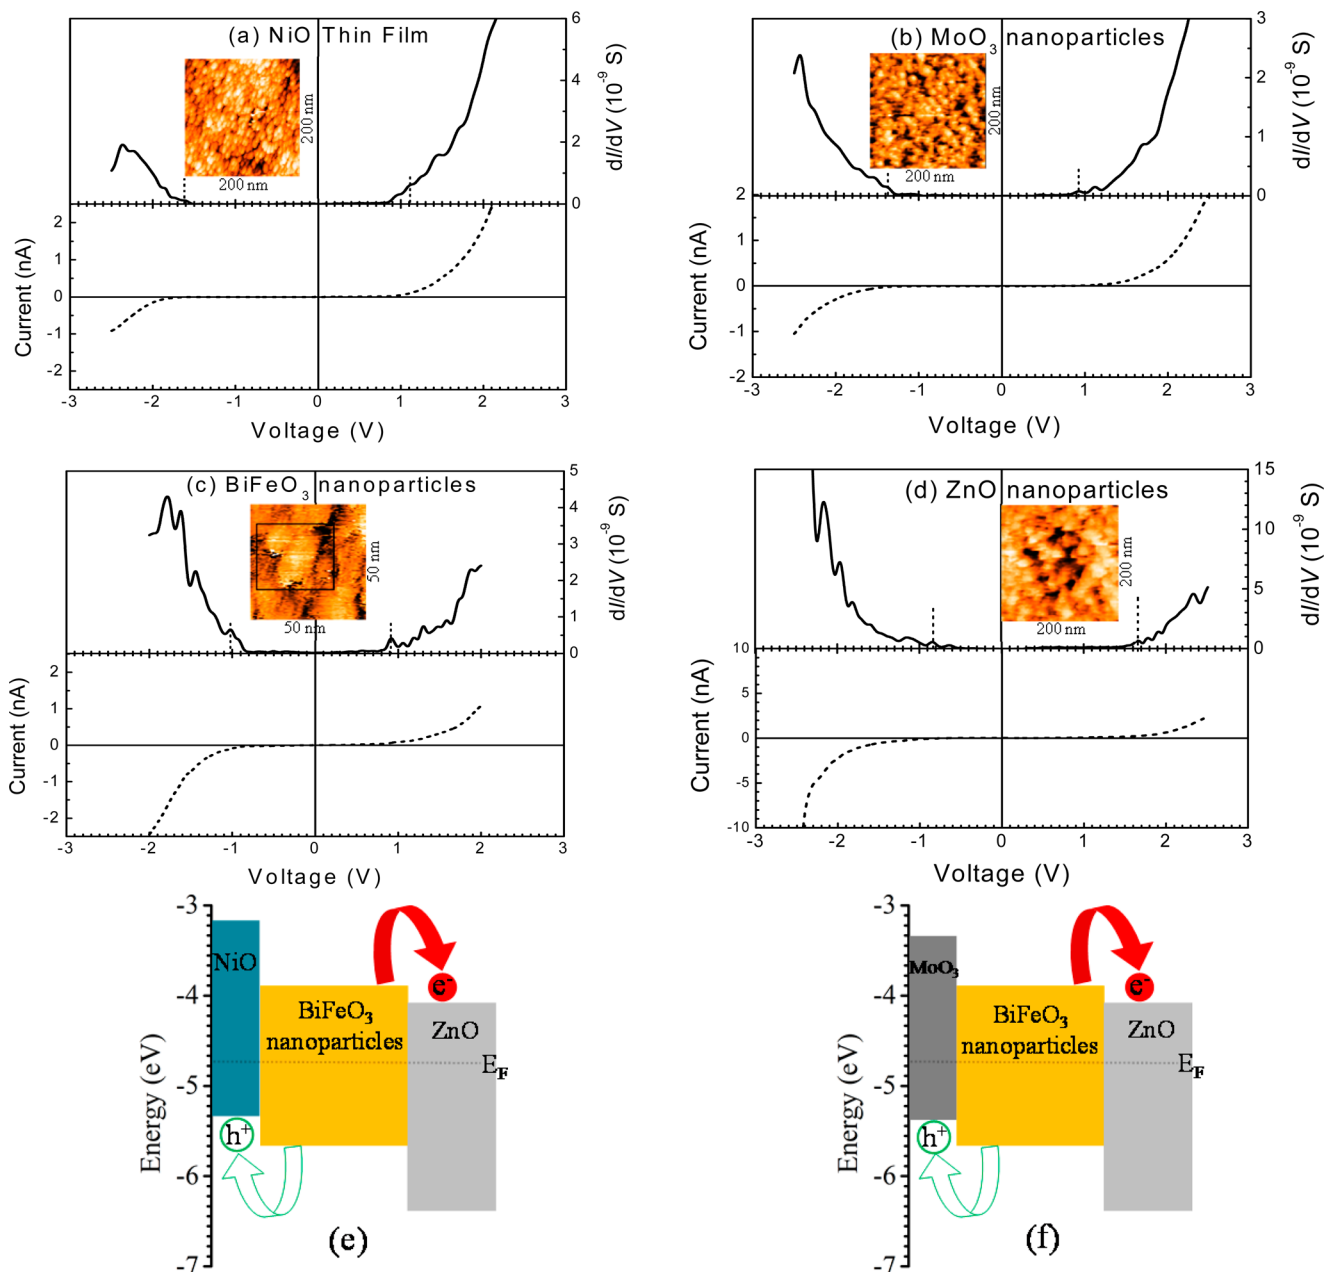 (a) NiO Thin Film
200 nm
200 nm
6
4
2
0
dI/dV (10⁻⁹ S)
2
1
0
-1
-2
Current (nA)
-3 -2 -1 0 1 2 3
Voltage (V)
(b) MoO₃ nanoparticles
200 nm
200 nm
3
2
1
0
dI/dV (10⁻⁹ S)
2
1
0
-1
-2
Current (nA)
-3 -2 -1 0 1 2 3
Voltage (V)
(c) BiFeO₃ nanoparticles
50 nm
50 nm
5
4
3
2
1
0
dI/dV (10⁻⁹ S)
2
1
0
-1
-2
Current (nA)
-3 -2 -1 0 1 2 3
Voltage (V)
(d) ZnO nanoparticles
200 nm
200 nm
15
10
5
0
dI/dV (10⁻⁹ S)
10
5
0
-5
-10
Current (nA)
-3 -2 -1 0 1 2 3
Voltage (V)
-3
-4
-5
-6
-7
Energy (eV)
NiO
BiFeO₃
nanoparticles
e⁻
ZnO
E_F
h⁺
(e)
-3
-4
-5
-6
-7
Energy (eV)
MoO₃
BiFeO₃
nanoparticles
e⁻
ZnO
E_F
h⁺
(f)